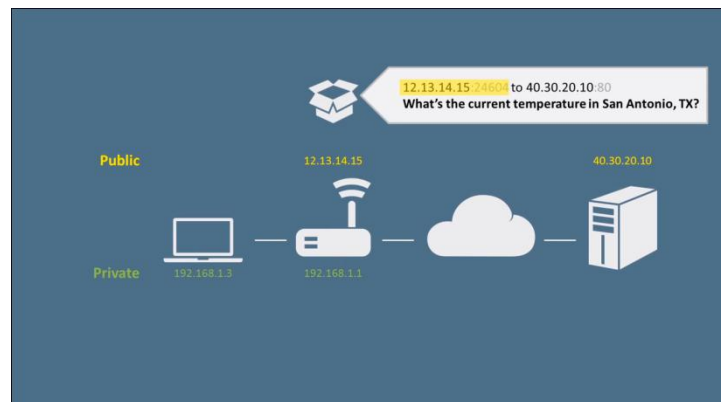 12.13.14.15:24604 to 40.30.20.10:80
What's the current temperature in San Antonio, TX?
Public 12.13.14.15 40.30.20.10
Private 192.168.1.3 192.168.1.1